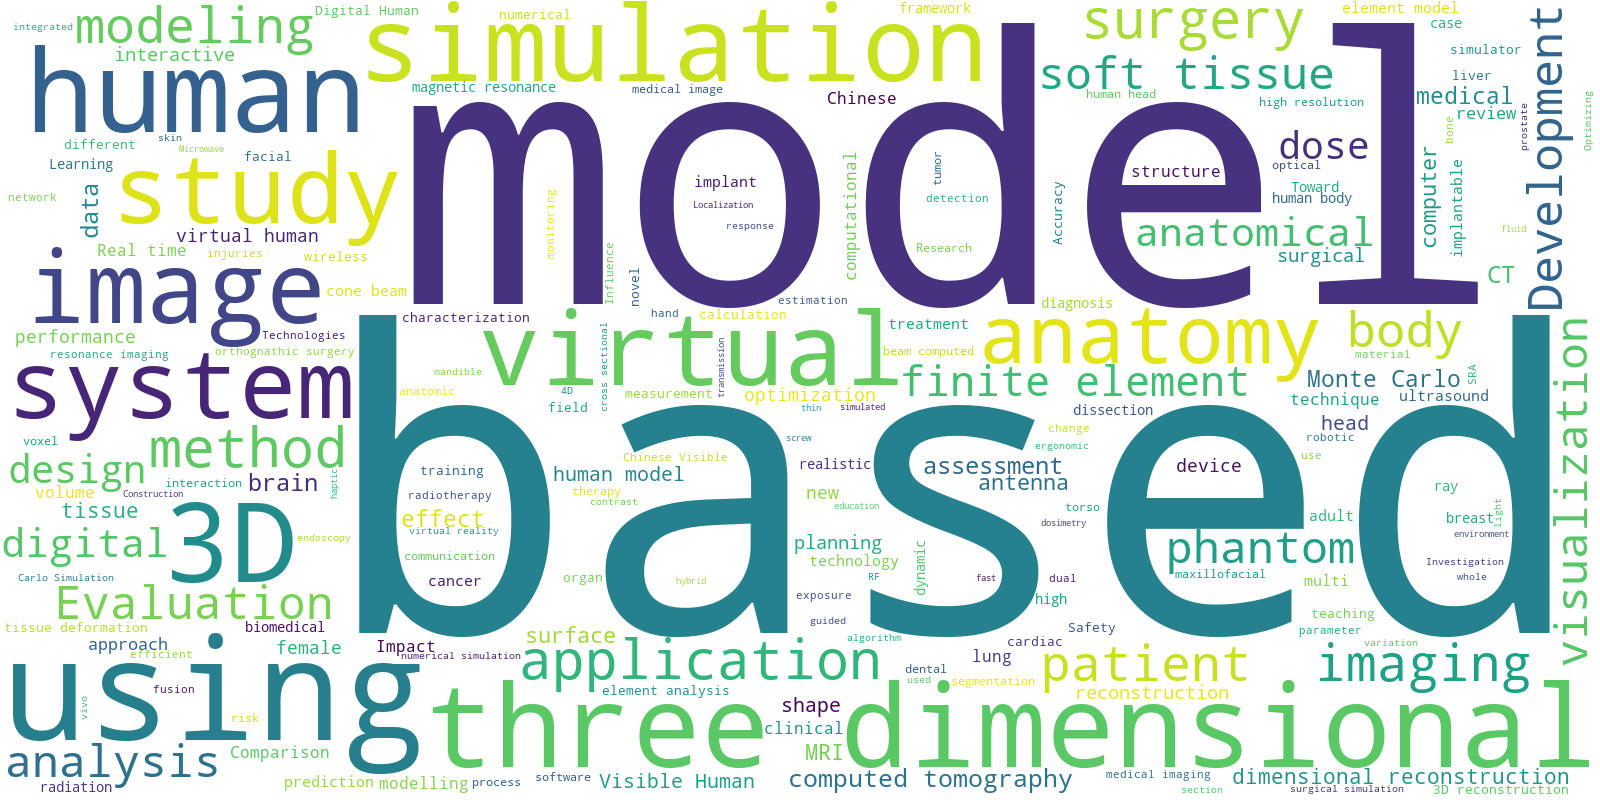 integrated
modeling
Digital Human
numerical
simulation
framework
surgery
element model
case
interactive
human
magnetic resonance
medical image
Chinese
model
soft tissue
human head
high resolution
simulator
liver
medical
review
Development
prostate
Optimizing
bone
different
skin
Microwave
facial
Learning
study
network
data
virtual human
Real time
injuries
wireless
monitoring
implant
Localization
response
computational
tumor
detection
Research
Accuracy
structure
dose
optical
Toward
human body
computer
implantable
anatomical
surgical
fluid
CT
image
cone beam
Influence
novel
estimation
diagnosis
characterization
hand
calculation
performance
Technologies
resonance imaging
orthognathic surgery
virtual
treatment
beam computed
anatomy
body
material
system
mandible
cross sectional
transmission
anatomic
4D
field
measurement
optimization
thin
simulated
finite element
dissection
Monte Carlo
technique
ultrasound
SRA
visualization
based
change
ergonomic
head
robotic
use
screw
voxel
method
design
interaction
brain
haptic
volume
Construction
tissue
3D
digital
endoscopy
Carlo Simulation
training
radiotherapy
effect
virtual reality
communication
cancer
Chinese Visible
human model
therapy
contrast
realistic
new
education
assessment
antenna
torso
dosimetry
device
adult
ray
breast
light
environment
phantom
maxillofacial
Investigation
whole
multi
planning
technology
dynamic
RF
fast
dual
high
organ
hybrid
exposure
guided
Evaluation
tissue deformation
biomedical
teaching
parameter
variation
approach
efficient
female
Impact
numerical simulation
surface
algorithm
cardiac
Safety
application
dental
used
segmentation
lung
patient
reconstruction
imaging
using
fusion
vivo
risk
element analysis
shape
three dimensional
clinical
MRI
analysis
Comparison
radiation
prediction
modelling
process
software
Visible Human
computed tomography
medical imaging
section
dimensional reconstruction
surgical simulation
3D reconstruction